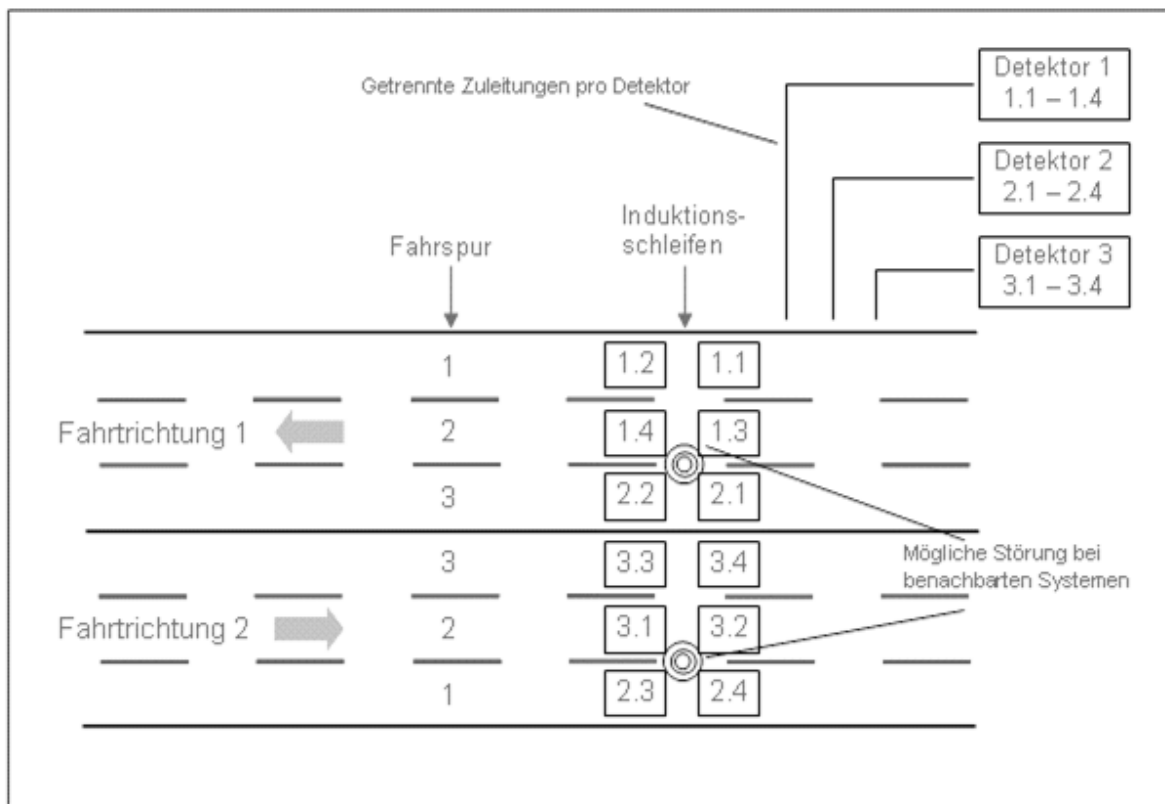 Getrennte Zuleitungen pro Detektor
Detektor 1
1.1 – 1.4
Detektor 2
2.1 – 2.4
Detektor 3
3.1 – 3.4
Fahrspur
Induktions-
schleifen
1
1.2
1.1
Fahrtrichtung 1
2
1.4
1.3
3
2.2
2.1
3
3.3
3.4
Mögliche Störung bei
benachbarten Systemen
Fahrtrichtung 2
2
3.1
3.2
1
2.3
2.4